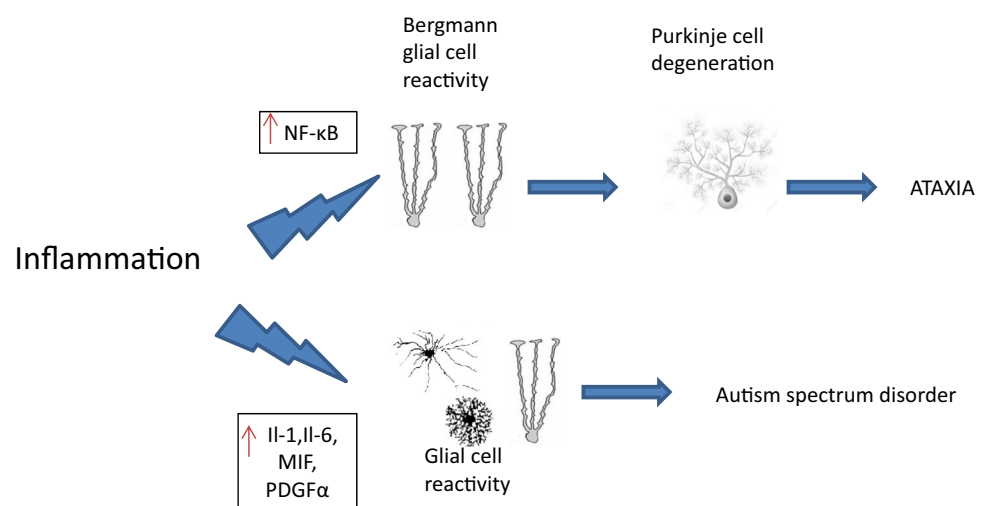 Bergmann
glial cell
reactivity
Purkinje cell
degeneration
NF-κB
ATAXIA
Inflammation
Il-1,Il-6,
MIF,
PDGFα
Glial cell
reactivity
Autism spectrum disorder